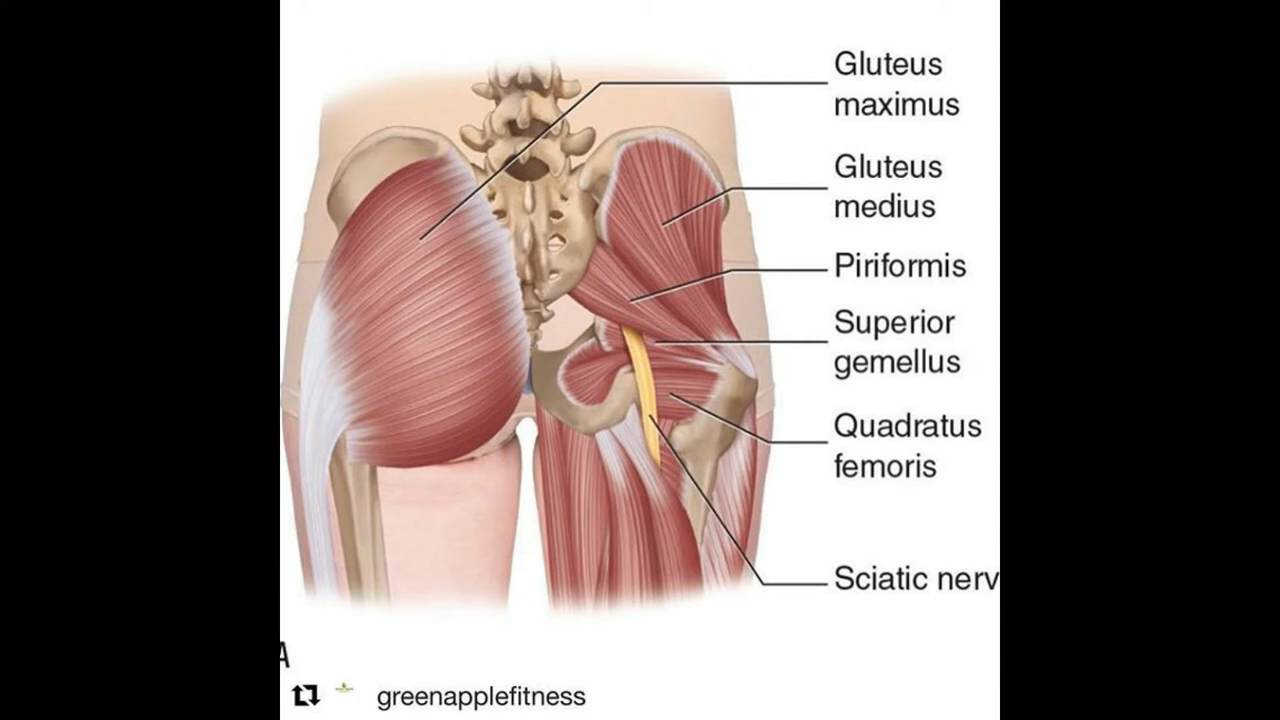 Gluteus
maximus
Gluteus
medius
Piriformis
Superior
gemellus
Quadratus
femoris
Sciatic nerv
A
greenapplefitness